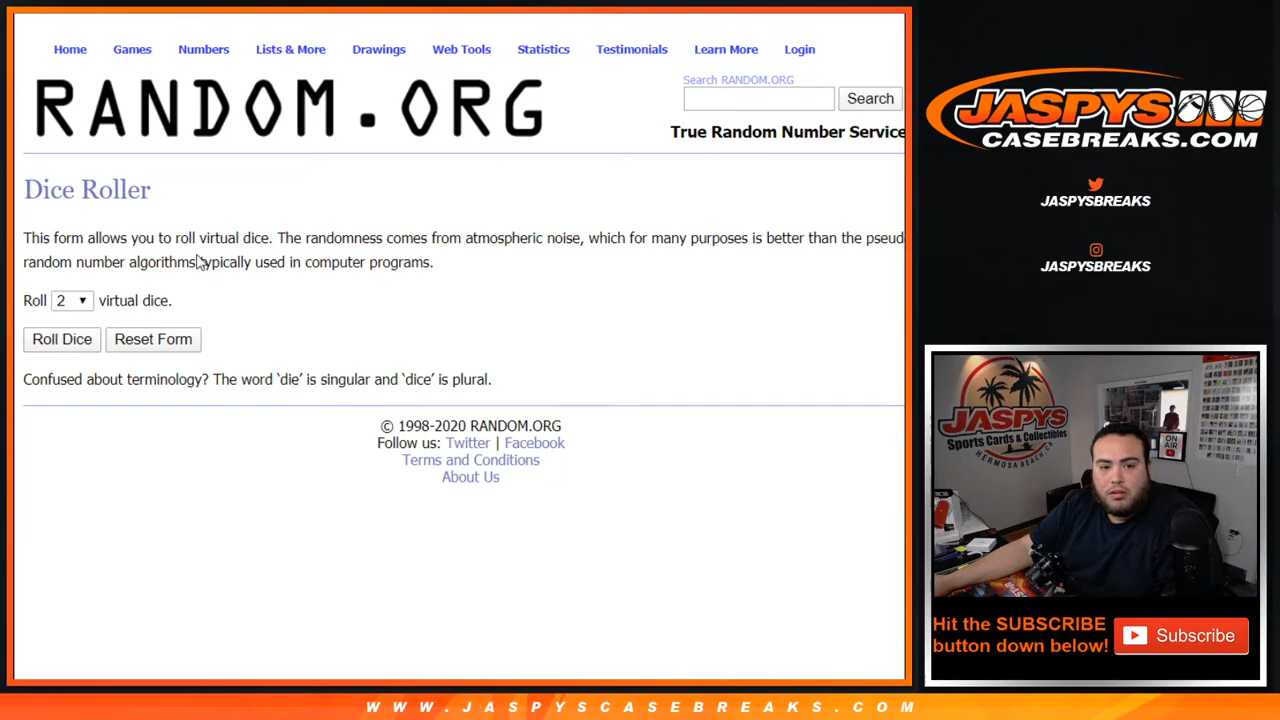 Home Games Numbers Lists & More Drawings Web Tools Statistics Testimonials Learn More Login
RANDOM.ORG
Search RANDOM.ORG
Search
True Random Number Service
Dice Roller
This form allows you to roll virtual dice. The randomness comes from atmospheric noise, which for many purposes is better than the pseud
random number algorithms typically used in computer programs.
Roll 2 virtual dice.
Roll Dice Reset Form
Confused about terminology? The word ‘die’ is singular and ‘dice’ is plural.
© 1998-2020 RANDOM.ORG
Follow us: Twitter | Facebook
Terms and Conditions
About Us
JASPYS
CASEBREAKS.COM
JASPYSBREAKS
JASPYSBREAKS
JASPYS
Sports Cards & Collectibles
HERMOSA BEACH, CA
ON AIR
Hit the SUBSCRIBE
button down below!
Subscribe
WWW.JASPYSCASEBREAKS.COM